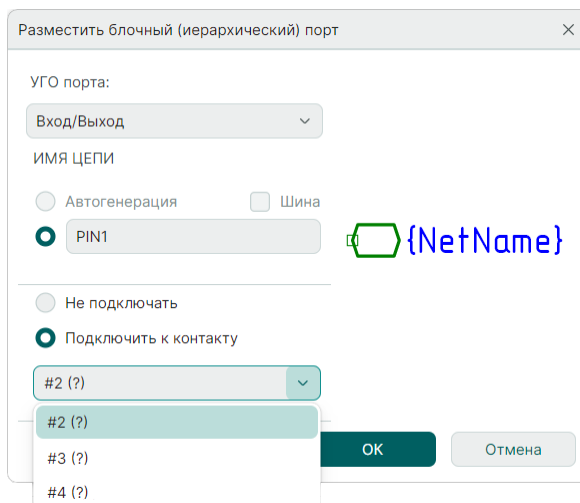 Разместить блочный (иерархический) порт
УГО порта:
Вход/Выход
ИМЯ ЦЕПИ
Автогенерация Шина
PIN1
{NetName}
Не подключать
Подключить к контакту
#2 (?)
#2 (?)
#3 (?)
#4 (?)
ОК Отмена